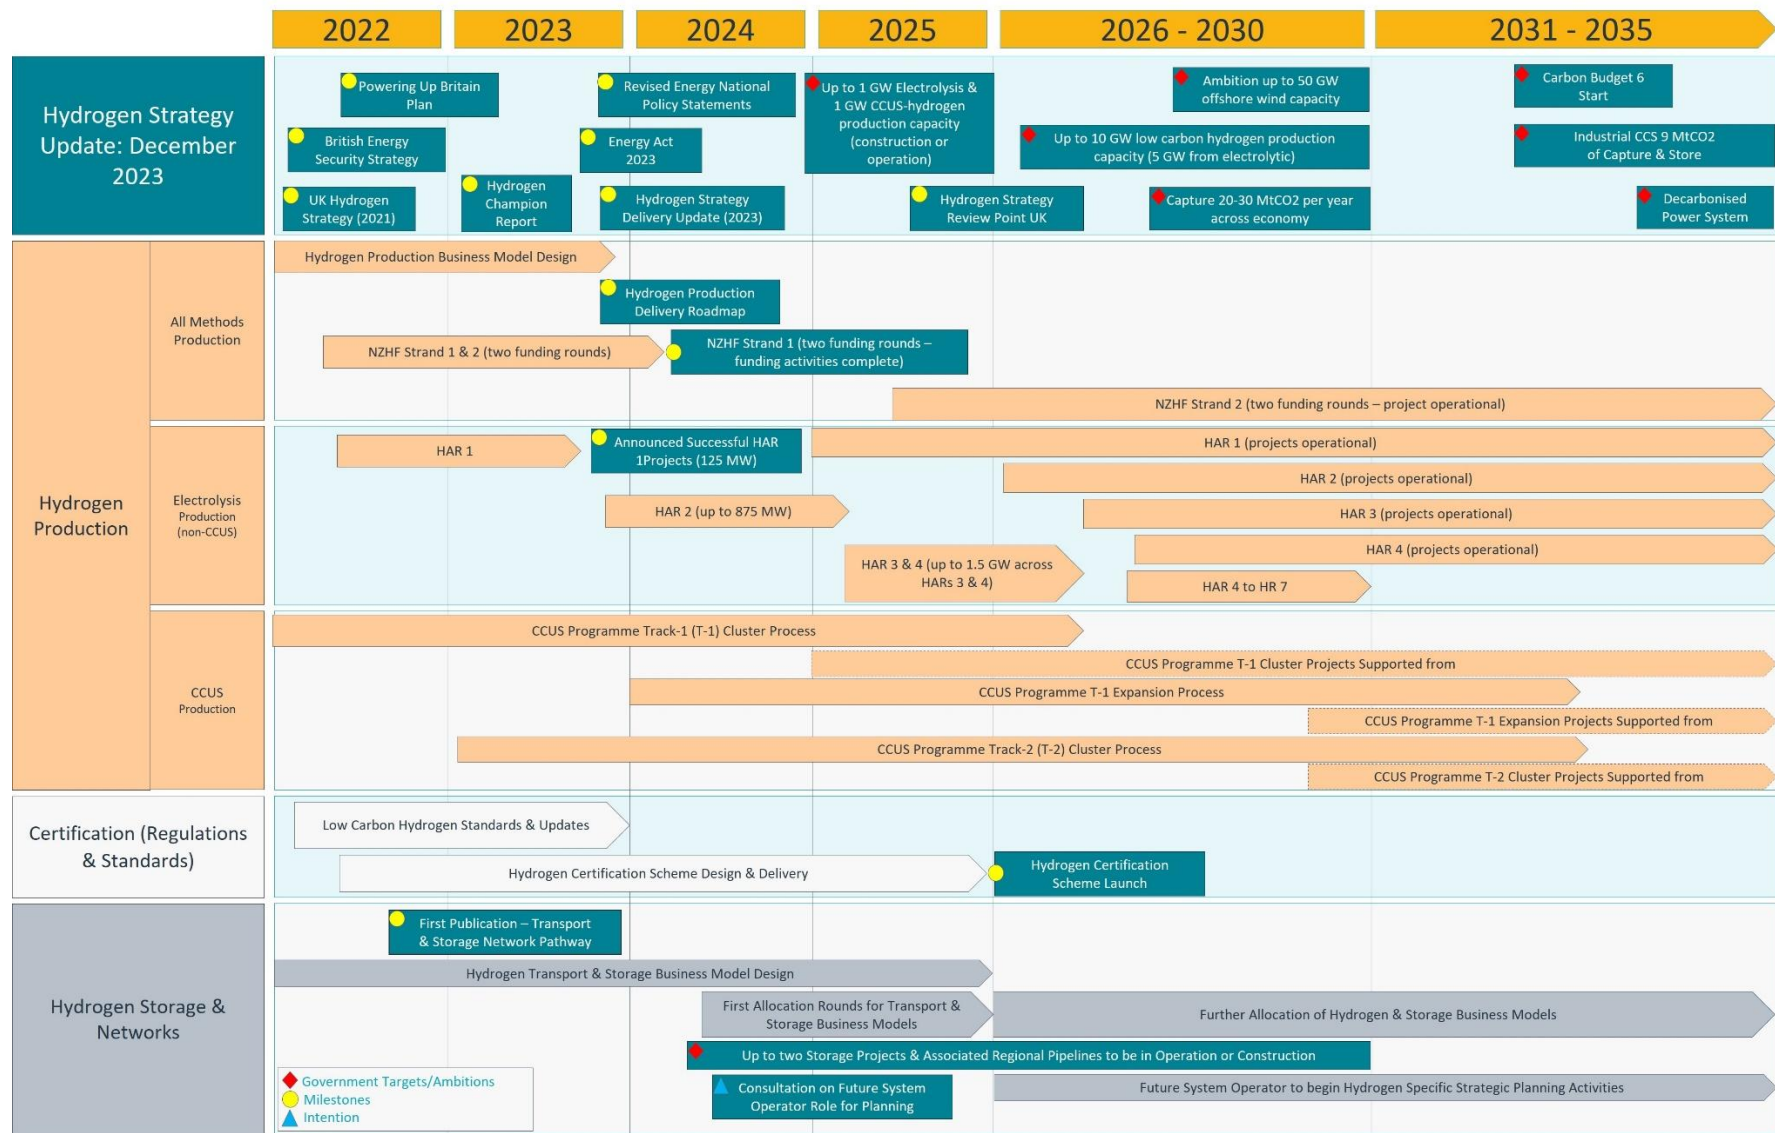 2022
2023
2024
2025
2026 - 2030
2031 - 2035
Hydrogen Strategy
Update: December
2023
Powering Up Britain
Plan
British Energy
Security Strategy
UK Hydrogen
Strategy (2021)
Hydrogen
Champion
Report
Revised Energy National
Policy Statements
Energy Act
2023
Hydrogen Strategy
Delivery Update (2023)
Up to 1 GW Electrolysis &
1 GW CCUS-hydrogen
production capacity
(construction or
operation)
Hydrogen Strategy
Review Point UK
Ambition up to 50 GW
offshore wind capacity
Up to 10 GW low carbon hydrogen production
capacity (5 GW from electrolytic)
Capture 20-30 MtCO2 per year
across economy
Carbon Budget 6
Start
Industrial CCS 9 MtCO2
of Capture & Store
Decarbonised
Power System
Hydrogen
Production
All Methods
Production
Hydrogen Production Business Model Design
Hydrogen Production
Delivery Roadmap
NZHF Strand 1 & 2 (two funding rounds)
NZHF Strand 1 (two funding rounds –
funding activities complete)
NZHF Strand 2 (two funding rounds – project operational)
Electrolysis
Production
(non-CCUS)
HAR 1
Announced Successful HAR
1Projects (125 MW)
HAR 1 (projects operational)
HAR 2 (projects operational)
HAR 2 (up to 875 MW)
HAR 3 (projects operational)
HAR 3 & 4 (up to 1.5 GW across
HARs 3 & 4)
HAR 4 (projects operational)
HAR 4 to HR 7
CCUS
Production
CCUS Programme Track-1 (T-1) Cluster Process
CCUS Programme T-1 Cluster Projects Supported from
CCUS Programme T-1 Expansion Process
CCUS Programme T-1 Expansion Projects Supported from
CCUS Programme Track-2 (T-2) Cluster Process
CCUS Programme T-2 Cluster Projects Supported from
Certification (Regulations
& Standards)
Low Carbon Hydrogen Standards & Updates
Hydrogen Certification Scheme Design & Delivery
Hydrogen Certification
Scheme Launch
Hydrogen Storage &
Networks
First Publication – Transport
& Storage Network Pathway
Hydrogen Transport & Storage Business Model Design
First Allocation Rounds for Transport &
Storage Business Models
Further Allocation of Hydrogen & Storage Business Models
Up to two Storage Projects & Associated Regional Pipelines to be in Operation or Construction
Consultation on Future System
Operator Role for Planning
Future System Operator to begin Hydrogen Specific Strategic Planning Activities
Government Targets/Ambitions
Milestones
Intention